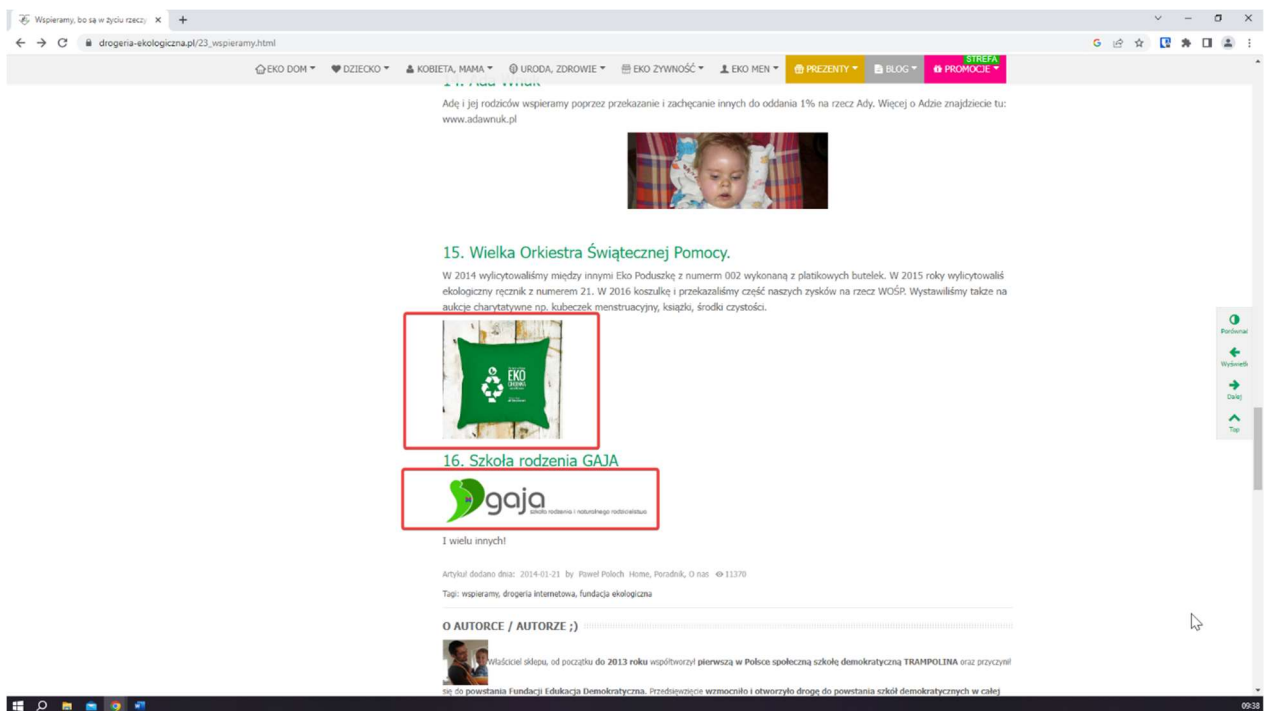 Wspieramy, bo są w życiu rzeczy
drogeria-ekologiczna.pl/23_wspieramy.html
EKO DOM
DZIECKO
KOBIETA, MAMA
URODA, ZDROWIE
EKO ŻYWNOŚĆ
EKO MEN
PREZENTY
BLOG
STREFA
PROMOCJE
14. Ada Wnuk
Adę i jej rodziców wspieramy poprzez przekazanie i zachęcanie innych do oddania 1% na rzecz Ady. Więcej o Adzie znajdziecie tu:
www.adawnuk.pl
15. Wielka Orkiestra Świątecznej Pomocy.
W 2014 wylicytowaliśmy między innymi Eko Poduszkę z numerm 002 wykonaną z platikowych butelek. W 2015 roky wylicytowaliś
ekologiczny ręcznik z numerem 21. W 2016 koszulkę i przekazaliśmy część naszych zysków na rzecz WOŚP. Wystawiliśmy także na
aukcje charytatywne np. kubeczek menstruacyjny, książki, środki czystości.
EKO
16. Szkoła rodzenia GAJA
gaja
szkoła rodzenia i naturalnego rodzicielstwa
I wielu innych!
Artykuł dodano dnia: 2014-01-21 by Paweł Poloch Home, Poradnik, O nas 11370
Tagi: wspieramy, drogeria internetowa, fundacja ekologiczna
O AUTORCE / AUTORZE ;)
Właściciel sklepu, od początku do 2013 roku współtworzył pierwszą w Polsce społeczną szkołę demokratyczną TRAMPOLINA oraz przyczynił
się do powstania Fundacji Edukacja Demokratyczna. Przedsięwzięcie wzmocniło i otworzyło drogę do powstania szkół demokratycznych w całej
Porównai
Wyświetl
Dalej
Top
09:38